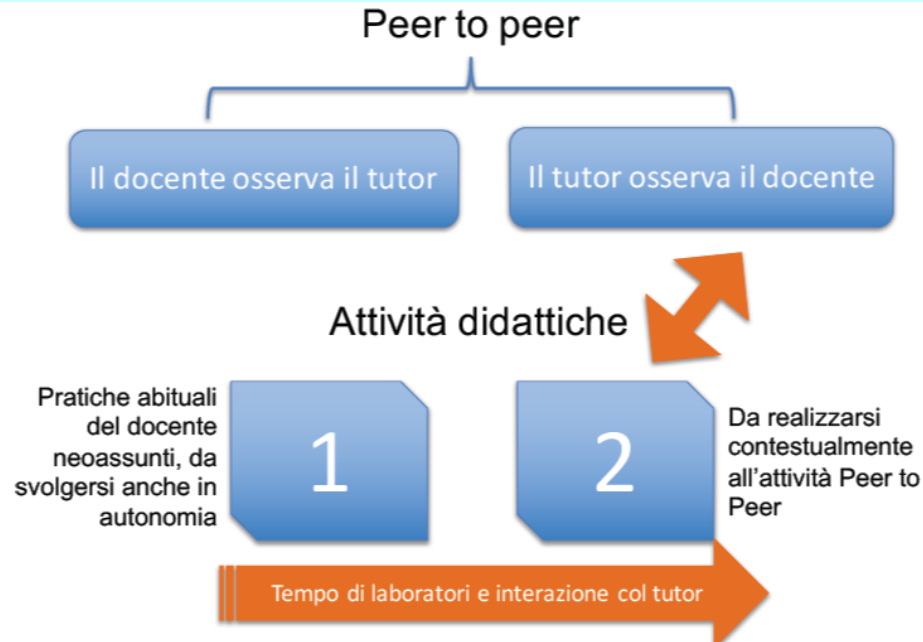 Peer to peer
Il docente osserva il tutor
Il tutor osserva il docente
Attività didattiche
Pratiche abituali
del docente
neoassunti, da
svolgersi anche in
autonomia
1
2
Da realizzarsi
contestualmente
all’attività Peer to
Peer
Tempo di laboratori e interazione col tutor